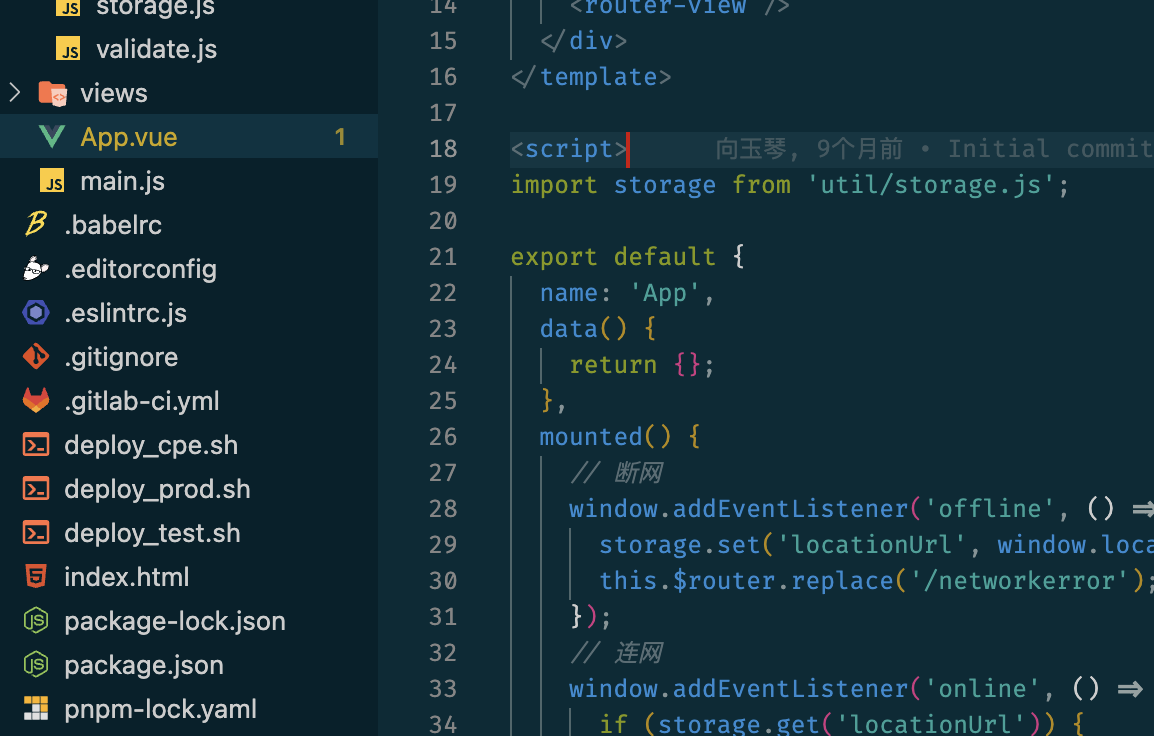 storage.js
validate.js
views
App.vue 1
main.js
.babelrc
.editorconfig
.eslintrc.js
.gitignore
.gitlab-ci.yml
deploy_cpe.sh
deploy_prod.sh
deploy_test.sh
index.html
package-lock.json
package.json
pnpm-lock.yaml
14 <router-view />
15 </div>
16 </template>
17
18 <script> 向玉琴, 9个月前 • Initial commit
19 import storage from 'util/storage.js';
20
21 export default {
22 name: 'App',
23 data() {
24 return {};
25 },
26 mounted() {
27 // 断网
28 window.addEventListener('offline', () =>
29 storage.set('locationUrl', window.loca
30 this.$router.replace('/networkerror');
31 });
32 // 连网
33 window.addEventListener('online', () =>
34 if (storage.get('locationUrl')) {